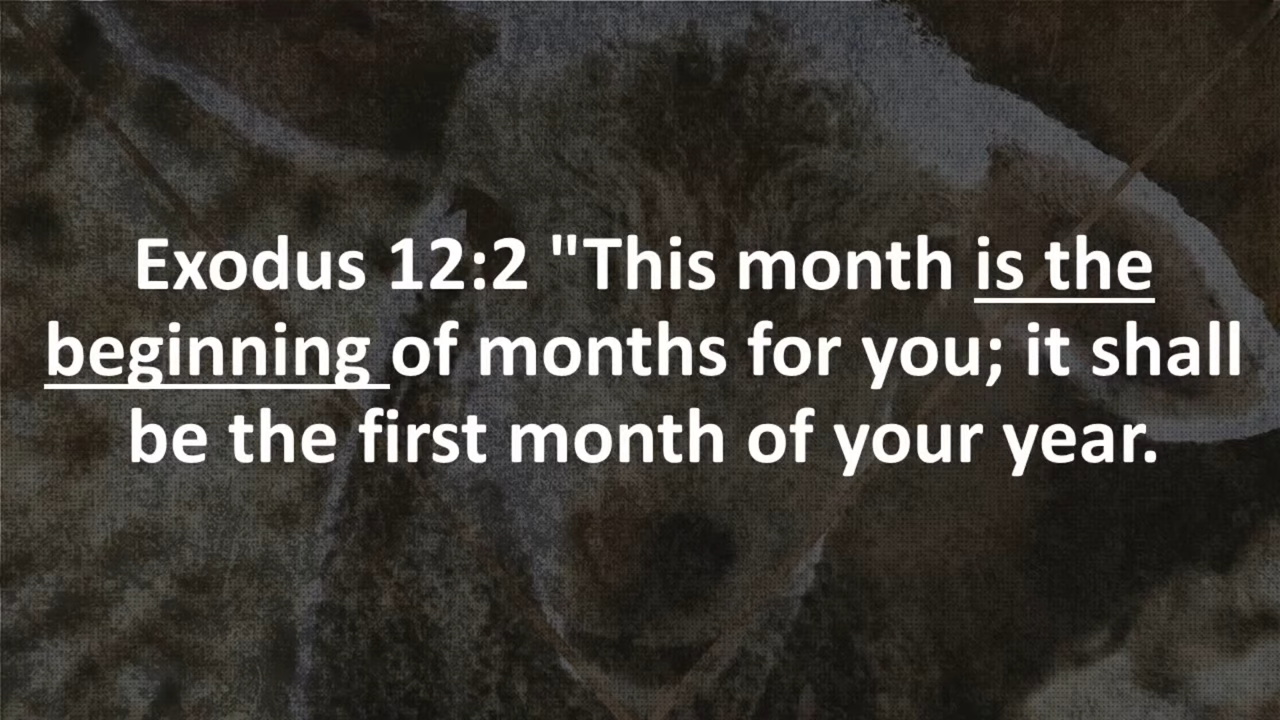 Exodus 12:2 "This month is the
beginning of months for you; it shall
be the first month of your year.